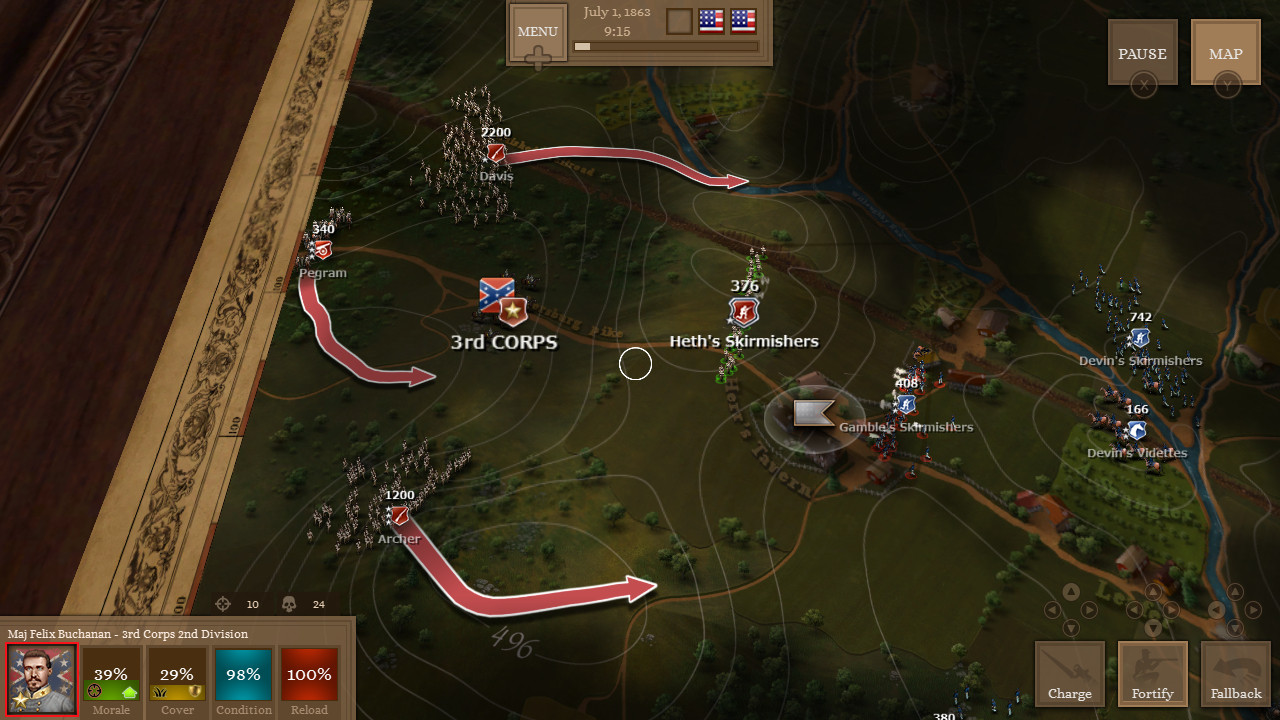 MENU
July 1, 1863
9:15
PAUSE
X
MAP
Y
2200
Davis
340
Pegram
376
Heth's Skirmishers
3rd CORPS
742
Devin's Skirmishers
408
Gamble's Skirmishers
166
Devin's Videttes
Herr's Tavern
1200
Archer
496
10
24
Maj Felix Buchanan - 3rd Corps 2nd Division
39%
29%
98%
100%
Morale
Cover
Condition
Reload
Charge
Fortify
Fallback
380